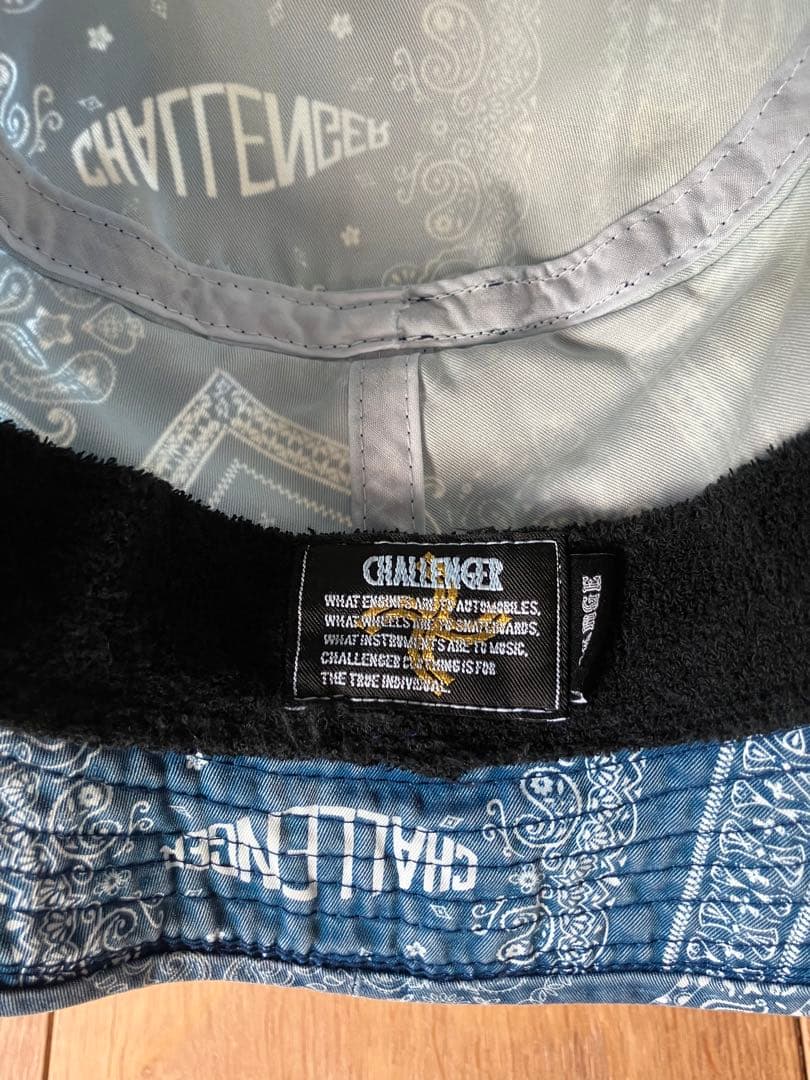 CHALLENGER
CHALLENGER
WHAT ENGINES ARE TO AUTOMOBILES,
WHAT WHEELS ARE TO SKATEBOARDS,
WHAT INSTRUMENTS ARE TO MUSIC,
CHALLENGER CLOTHING IS FOR
THE TRUE INDIVIDUAL.
CHALLENGER